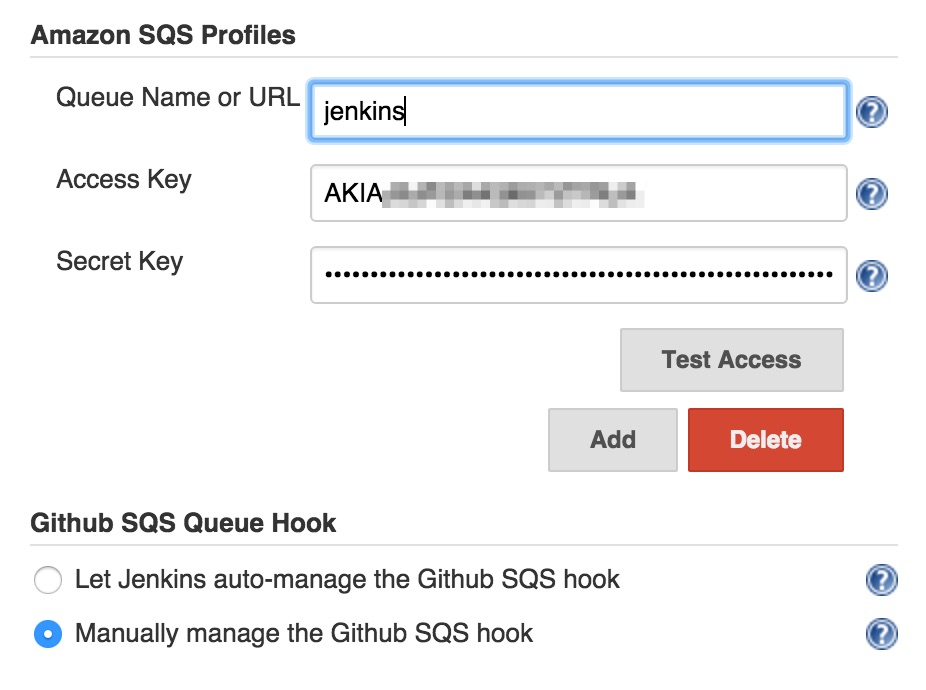 Amazon SQS Profiles
Queue Name or URL
jenkins
Access Key
AKIA
Secret Key
Test Access
Add
Delete
Github SQS Queue Hook
Let Jenkins auto-manage the Github SQS hook
Manually manage the Github SQS hook